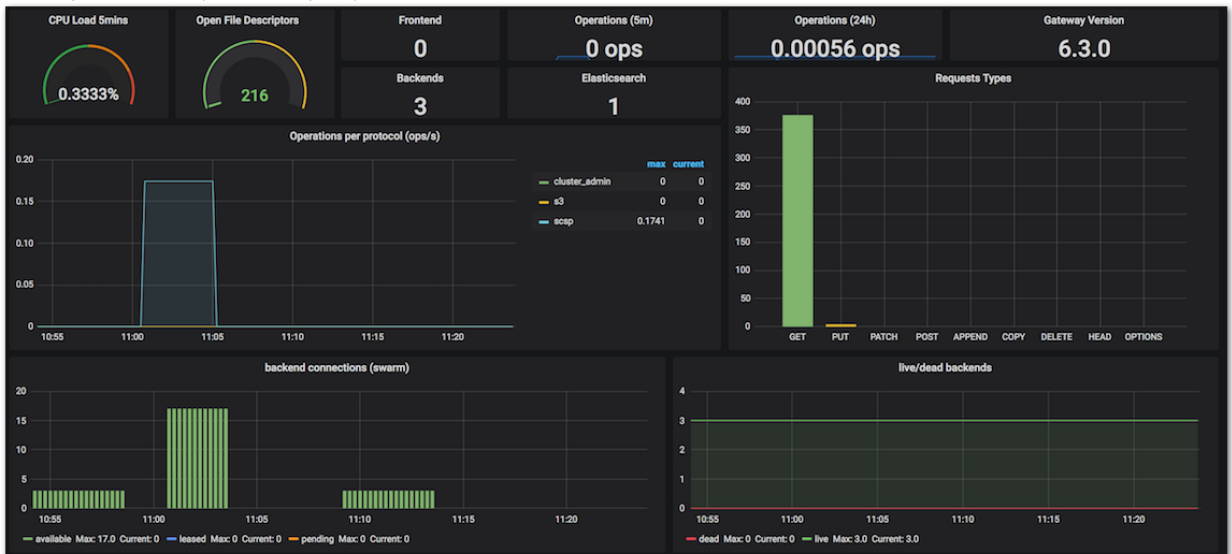 CPU Load 5mins
0.3333%
Open File Descriptors
216
Frontend
0
Backends
3
Operations (5m)
0 ops
Elasticsearch
1
Operations (24h)
0.00056 ops
Gateway Version
6.3.0
Operations per protocol (ops/s)
0.20
0.15
0.10
0.05
0
10:55 11:00 11:05 11:10 11:15 11:20
max current
cluster_admin 0 0
s3 0 0
scsp 0.1741 0
Requests Types
400
350
300
250
200
150
100
50
0
GET PUT PATCH POST APPEND COPY DELETE HEAD OPTIONS
backend connections (swarm)
20
15
10
5
0
10:55 11:00 11:05 11:10 11:15 11:20
available Max: 17.0 Current: 0 leased Max: 0 Current: 0 pending Max: 0 Current: 0
live/dead backends
4
3
2
1
0
10:55 11:00 11:05 11:10 11:15 11:20
dead Max: 0 Current: 0 live Max: 3.0 Current: 3.0